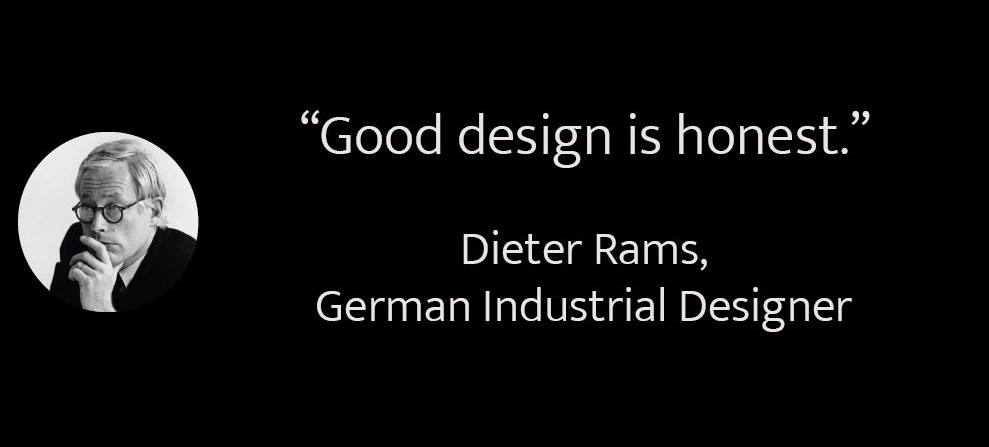 “Good design is honest.”
Dieter Rams,
German Industrial Designer